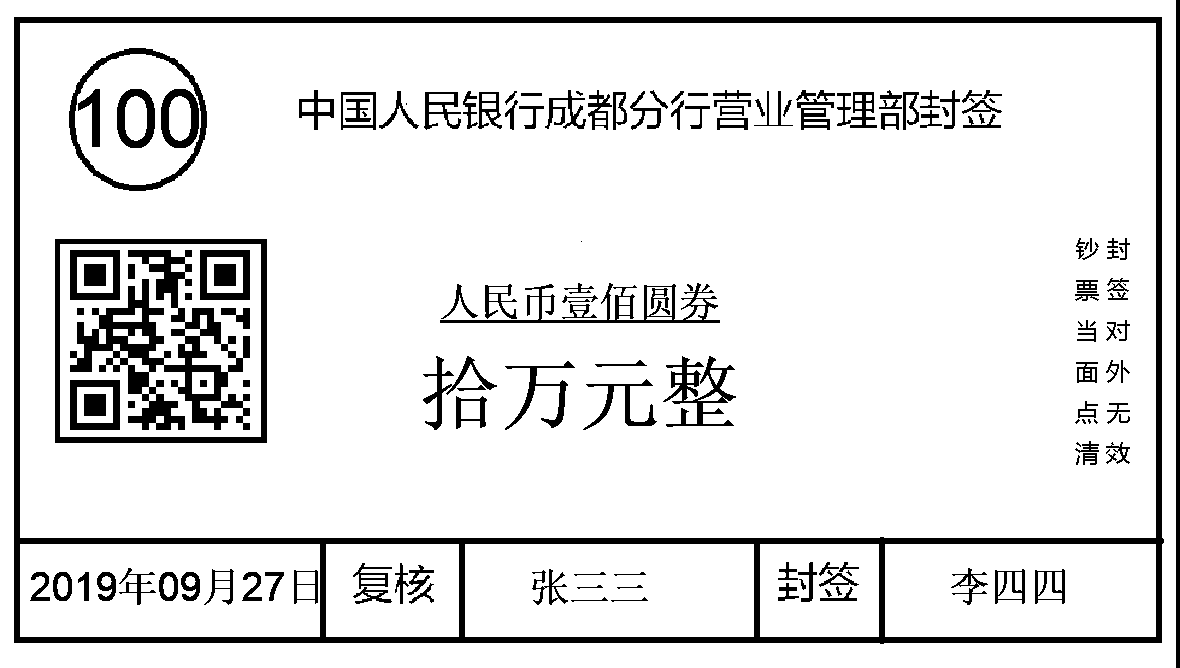 100
中国人民银行成都分行营业管理部封签
人民币壹佰圆券
拾万元整
钞票当面点清
封签对外无效
2019年09月27日 复核 张三三 封签 李四四